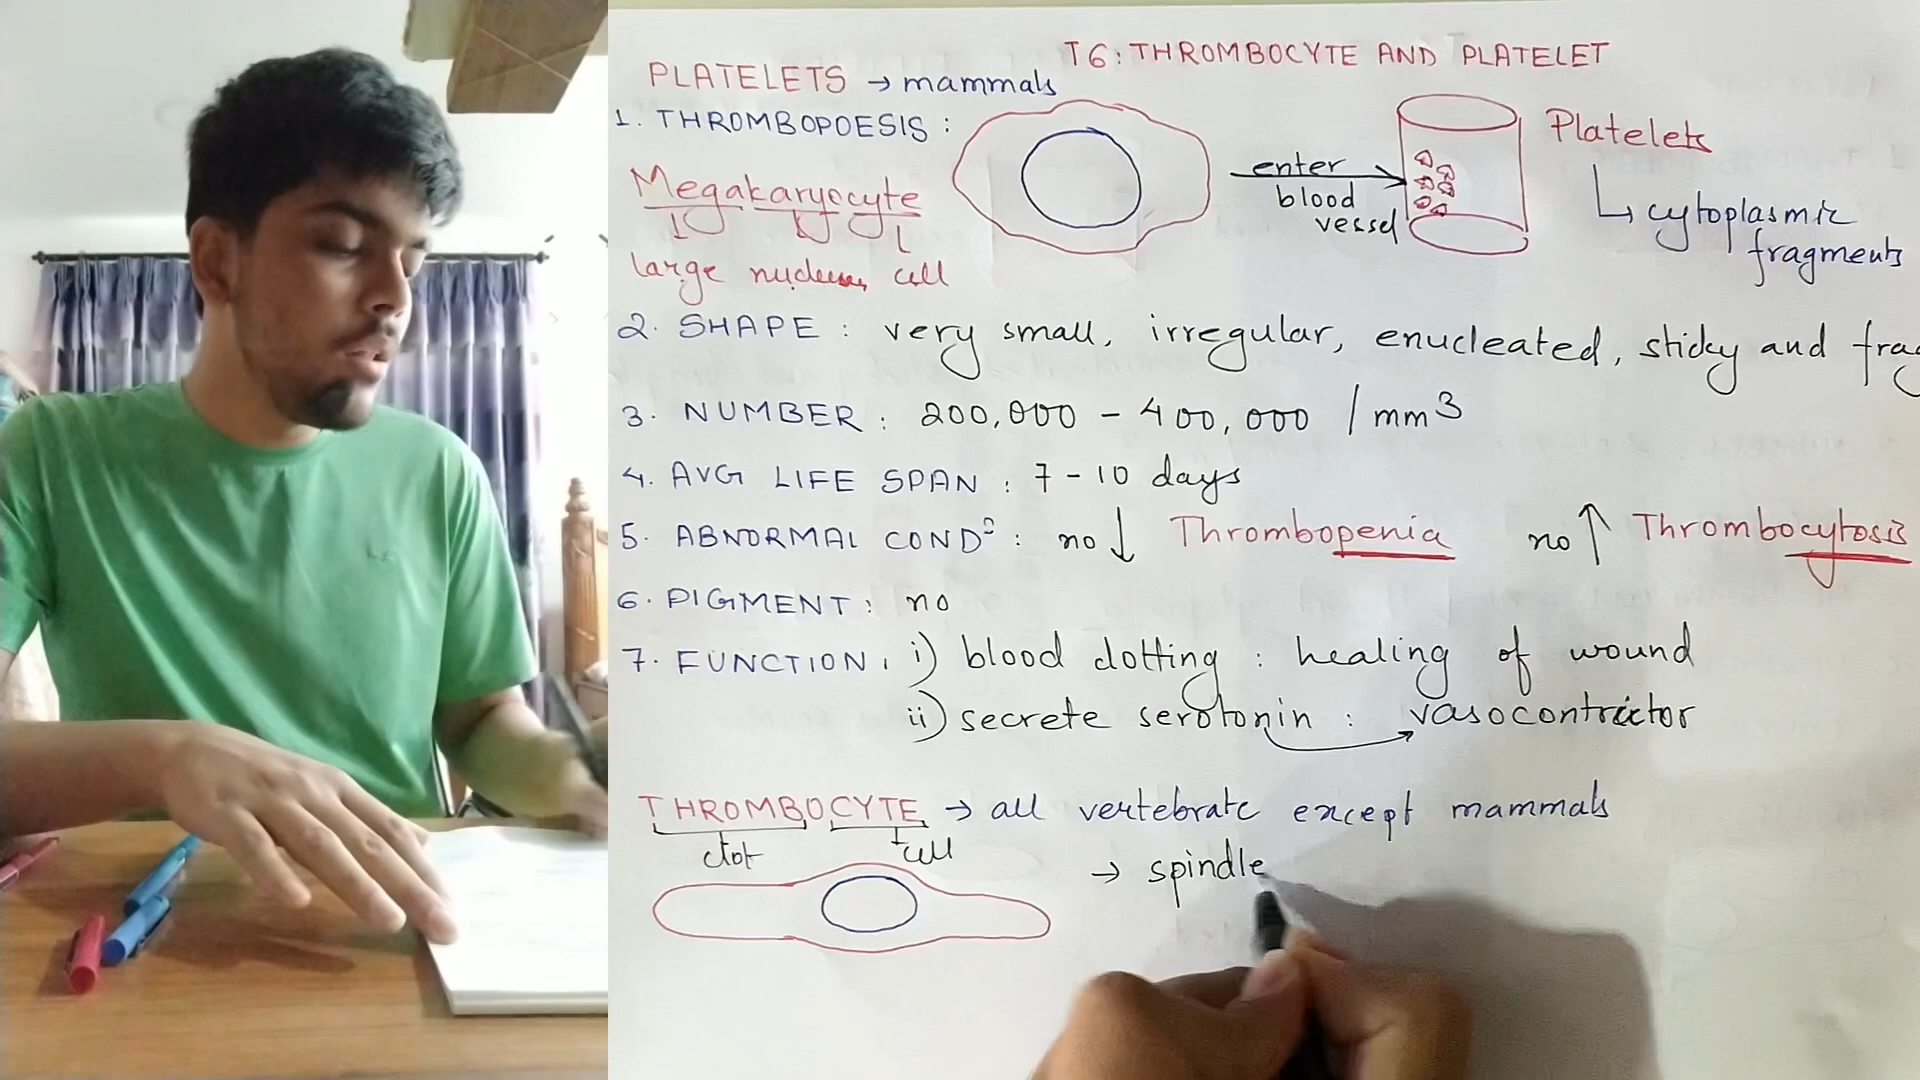 T6: THROMBOCYTE AND PLATELET
PLATELETS → mammals
1. THROMBOPOESIS :
Megakaryocyte
large nucleus cell
enter
blood
vessel
Platelets
↳ cytoplasmic
fragments
2. SHAPE : very small, irregular, enucleated, sticky and frag
3. NUMBER : 200,000 - 400,000 / mm3
4. AVG LIFE SPAN : 7 - 10 days
5. ABNORMAL COND : no ↓ Thrombopenia no ↑ Thrombocytosis
6. PIGMENT : no
7. FUNCTION : i) blood clotting : healing of wound
ii) secrete serotonin : vasocontrictor
THROMBOCYTE → all vertebrate except mammals
clot cell
→ spindle